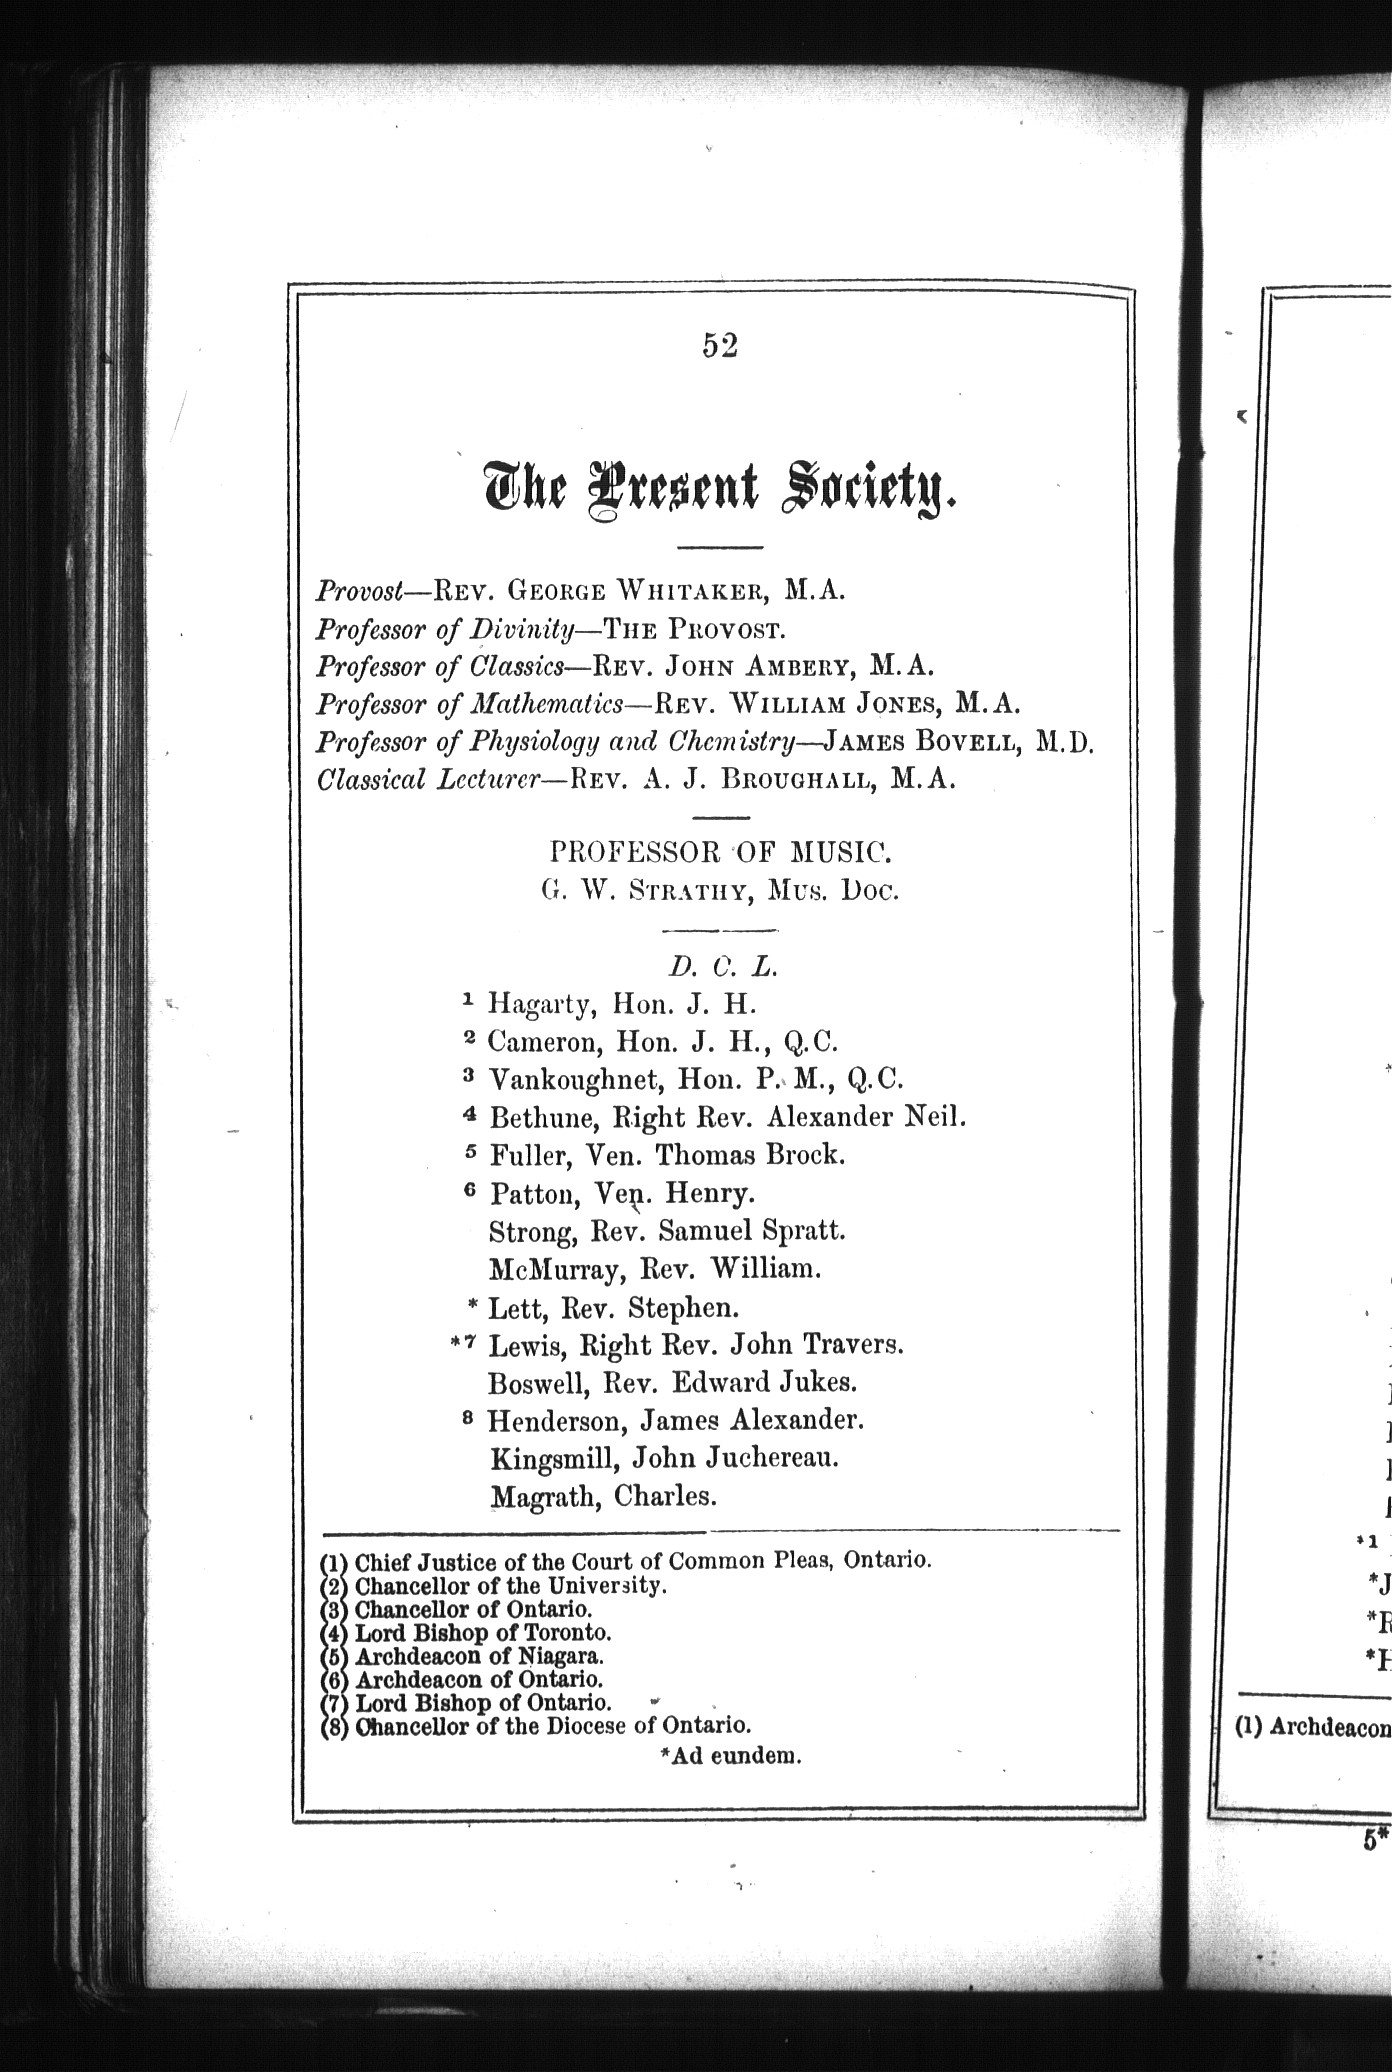 52
The Present Society.
Provost—Rev. George Whitaker, M.A.
Professor of Divinity—The Provost.
Professor of Classics—Rev. John Ambery, M.A.
Professor of Mathematics—Rev. William Jones, M.A.
Professor of Physiology and Chemistry—James Bovell, M.D.
Classical Lecturer—Rev. A. J. Broughall, M.A.
PROFESSOR OF MUSIC.
G. W. Strathy, Mus. Doc.
D. C. L.
1 Hagarty, Hon. J. H.
2 Cameron, Hon. J. H., Q.C.
3 Vankoughnet, Hon. P. M., Q.C.
4 Bethune, Right Rev. Alexander Neil.
5 Fuller, Ven. Thomas Brock.
6 Patton, Ven. Henry.
Strong, Rev. Samuel Spratt.
McMurray, Rev. William.
* Lett, Rev. Stephen.
*7 Lewis, Right Rev. John Travers.
Boswell, Rev. Edward Jukes.
8 Henderson, James Alexander.
Kingsmill, John Juchereau.
Magrath, Charles.
(1) Chief Justice of the Court of Common Pleas, Ontario.
(2) Chancellor of the University.
(3) Chancellor of Ontario.
(4) Lord Bishop of Toronto.
(5) Archdeacon of Niagara.
(6) Archdeacon of Ontario.
(7) Lord Bishop of Ontario.
(8) Chancellor of the Diocese of Ontario.
*Ad eundem.
*1
(1) Archdeacon
5*